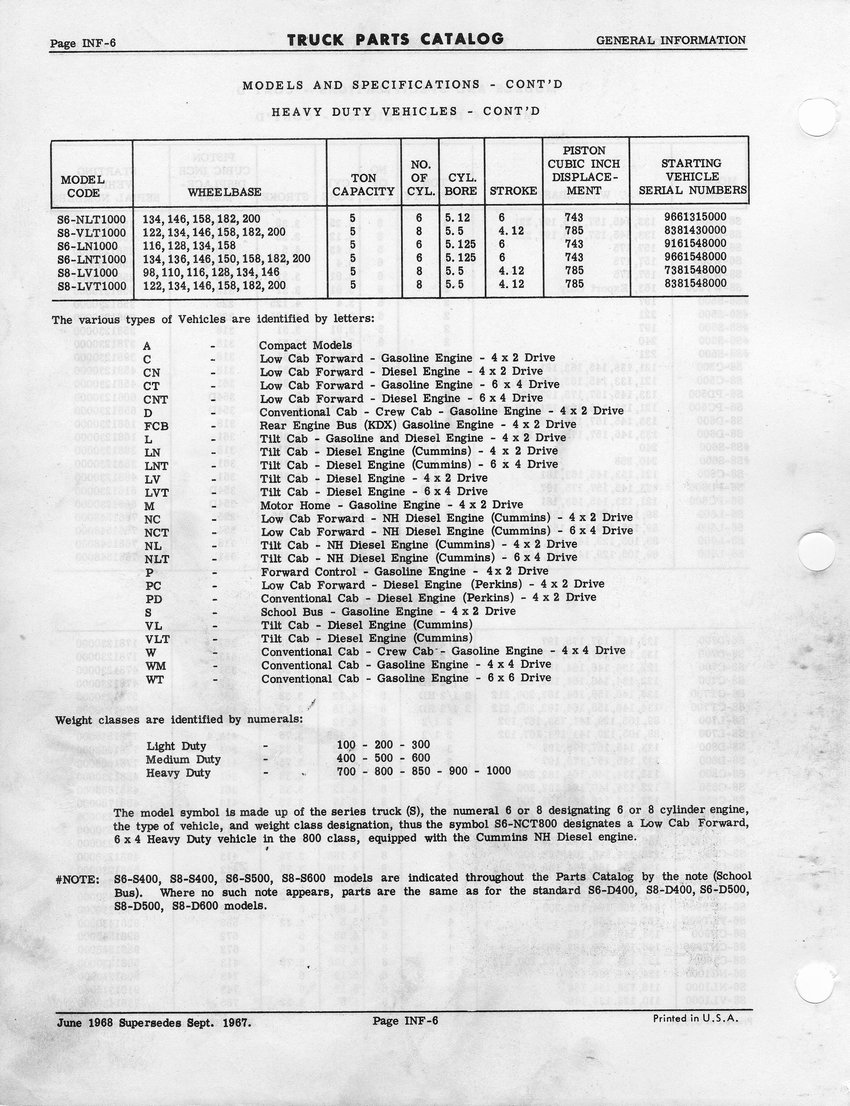 Page INF-6 TRUCK PARTS CATALOG GENERAL INFORMATION
MODELS AND SPECIFICATIONS - CONT'D
HEAVY DUTY VEHICLES - CONT'D
MODEL CODE WHEELBASE TON CAPACITY NO. OF CYL. CYL. BORE STROKE PISTON CUBIC INCH DISPLACE-MENT STARTING VEHICLE SERIAL NUMBERS
S6-NLT1000 134, 146, 158, 182, 200 5 6 5.12 6 743 9661315000
S8-VLT1000 122, 134, 146, 158, 182, 200 5 8 5.5 4.12 785 8381430000
S6-LN1000 116, 128, 134, 158 5 6 5.125 6 743 9161548000
S6-LNT1000 134, 136, 146, 150, 158, 182, 200 5 6 5.125 6 743 9661548000
S8-LV1000 98, 110, 116, 128, 134, 146 5 8 5.5 4.12 785 7381548000
S8-LVT1000 122, 134, 146, 158, 182, 200 5 8 5.5 4.12 785 8381548000
The various types of Vehicles are identified by letters:
A - Compact Models
C - Low Cab Forward - Gasoline Engine - 4 x 2 Drive
CN - Low Cab Forward - Diesel Engine - 4 x 2 Drive
CT - Low Cab Forward - Gasoline Engine - 6 x 4 Drive
CNT - Low Cab Forward - Diesel Engine - 6 x 4 Drive
D - Conventional Cab - Crew Cab - Gasoline Engine - 4 x 2 Drive
FCB - Rear Engine Bus (KDX) Gasoline Engine - 4 x 2 Drive
L - Tilt Cab - Gasoline and Diesel Engine - 4 x 2 Drive
LN - Tilt Cab - Diesel Engine (Cummins) - 4 x 2 Drive
LNT - Tilt Cab - Diesel Engine (Cummins) - 6 x 4 Drive
LV - Tilt Cab - Diesel Engine - 4 x 2 Drive
LVT - Tilt Cab - Diesel Engine - 6 x 4 Drive
M - Motor Home - Gasoline Engine - 4 x 2 Drive
NC - Low Cab Forward - NH Diesel Engine (Cummins) - 4 x 2 Drive
NCT - Low Cab Forward - NH Diesel Engine (Cummins) - 6 x 4 Drive
NL - Tilt Cab - NH Diesel Engine (Cummins) - 4 x 2 Drive
NLT - Tilt Cab - NH Diesel Engine (Cummins) - 6 x 4 Drive
P - Forward Control - Gasoline Engine - 4 x 2 Drive
PC - Low Cab Forward - Diesel Engine (Perkins) - 4 x 2 Drive
PD - Conventional Cab - Diesel Engine (Perkins) - 4 x 2 Drive
S - School Bus - Gasoline Engine - 4 x 2 Drive
VL - Tilt Cab - Diesel Engine (Cummins)
VLT - Tilt Cab - Diesel Engine (Cummins)
W - Conventional Cab - Crew Cab - Gasoline Engine - 4 x 4 Drive
WM - Conventional Cab - Gasoline Engine - 4 x 4 Drive
WT - Conventional Cab - Gasoline Engine - 6 x 6 Drive
Weight classes are identified by numerals:
Light Duty - 100 - 200 - 300
Medium Duty - 400 - 500 - 600
Heavy Duty - 700 - 800 - 850 - 900 - 1000
The model symbol is made up of the series truck (S), the numeral 6 or 8 designating 6 or 8 cylinder engine,
the type of vehicle, and weight class designation, thus the symbol S6-NCT800 designates a Low Cab Forward,
6 x 4 Heavy Duty vehicle in the 800 class, equipped with the Cummins NH Diesel engine.
#NOTE: S6-S400, S8-S400, S6-S500, S8-S600 models are indicated throughout the Parts Catalog by the note (School
Bus). Where no such note appears, parts are the same as for the standard S6-D400, S8-D400, S6-D500,
S8-D500, S8-D600 models.
June 1968 Supersedes Sept. 1967. Page INF-6 Printed in U.S.A.